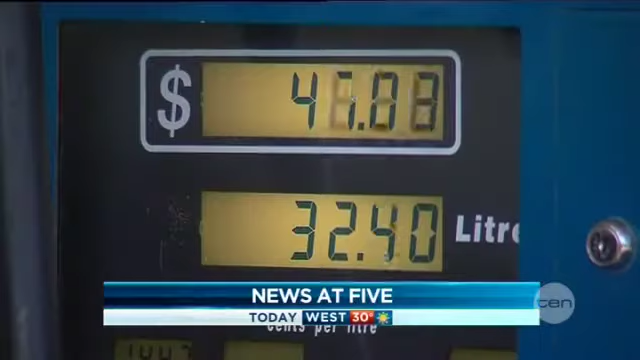 $
32.40 Litre
NEWS AT FIVE
TODAY WEST 30°
cents per litre
ten